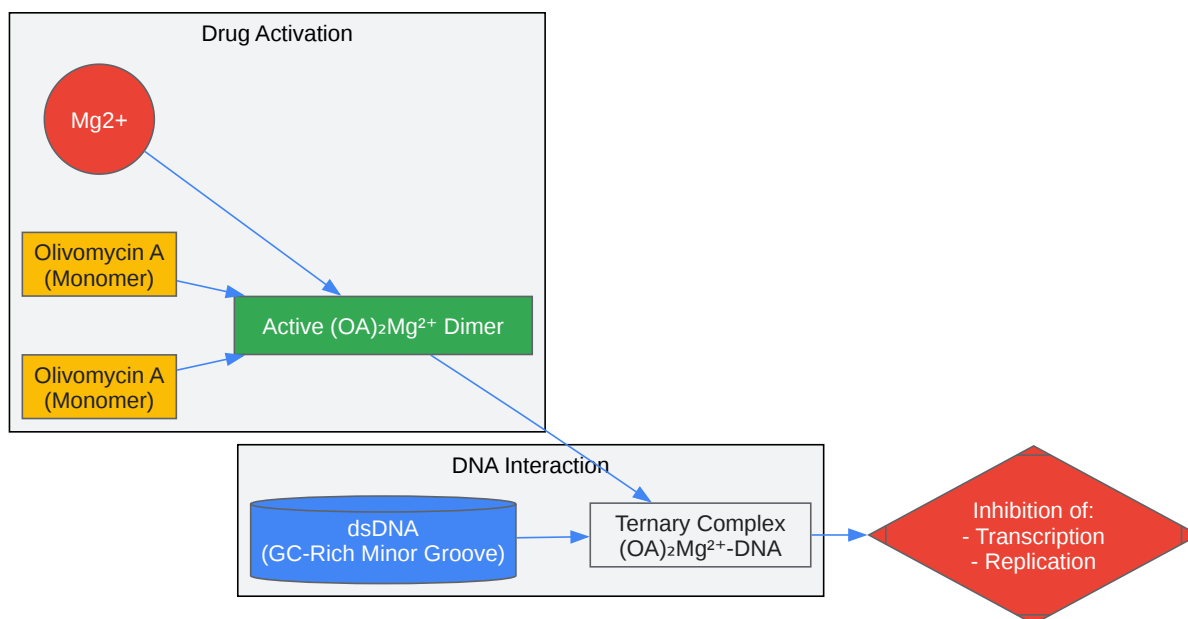 Drug Activation
Mg2+
Olivomycin A
(Monomer)
Active (OA)₂Mg²⁺ Dimer
Olivomycin A
(Monomer)
DNA Interaction
dsDNA
(GC-Rich Minor Groove)
Ternary Complex
(OA)₂Mg²⁺-DNA
Inhibition of:
- Transcription
- Replication